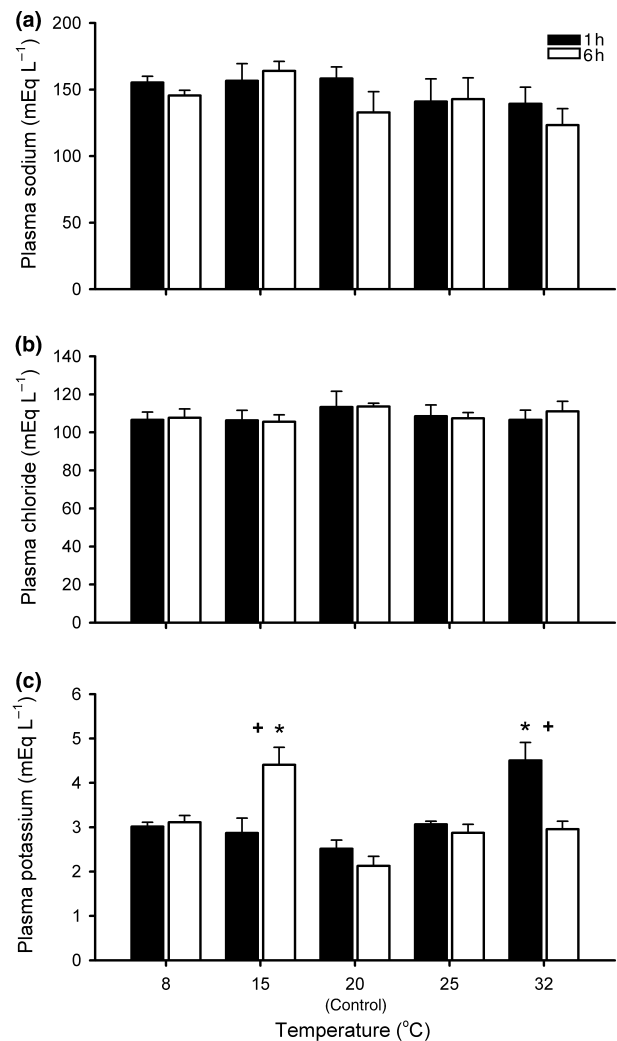 (a)
200
150
100
50
0
Plasma sodium (mEq L−1)
1 h
6 h
(b)
140
120
100
80
60
40
20
0
Plasma chloride (mEq L−1)
(c)
6
5
4
3
2
1
0
Plasma potassium (mEq L−1)
+ *
* +
8 15 20 25 32
(Control)
Temperature (°C)